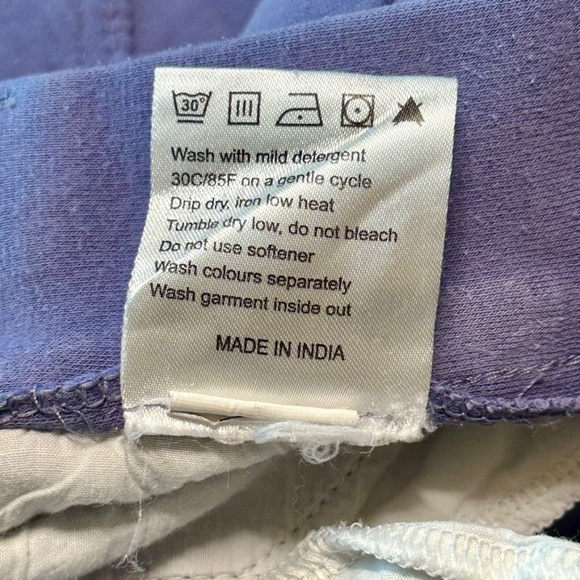 30°
Wash with mild detergent
30C/85F on a gentle cycle
Drip dry, iron low heat
Tumble dry low, do not bleach
Do not use softener
Wash colours separately
Wash garment inside out
MADE IN INDIA